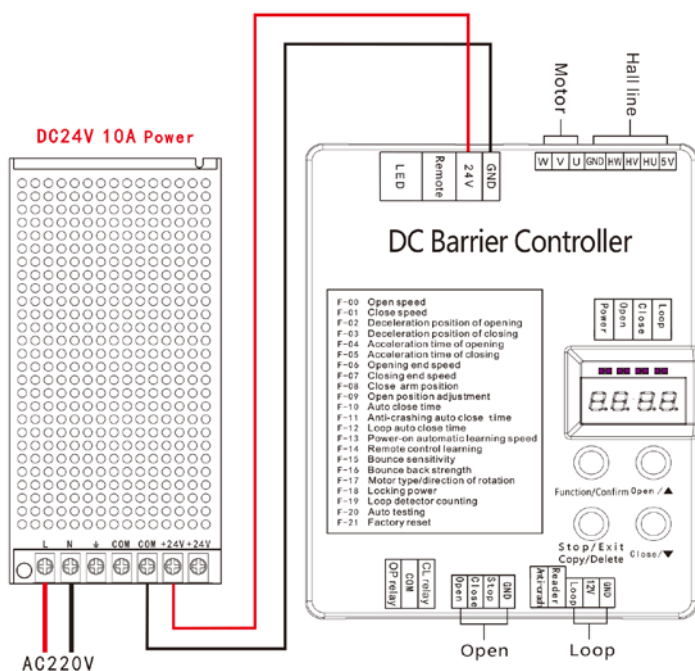 Motor
Hall line
DC24V 10A Power
LED
Remote
24V
GND
W V U GND HW HV HU 5V
DC Barrier Controller
F-00 Open speed
F-01 Close speed
F-02 Deceleration position of opening
F-03 Deceleration position of closing
F-04 Acceleration time of opening
F-05 Acceleration time of closing
F-06 Opening end speed
F-07 Closing end speed
F-08 Close arm position
F-09 Open position adjustment
F-10 Auto close time
F-11 Anti-crashing auto close time
F-12 Loop auto close time
F-13 Power-on automatic learning speed
F-14 Remote control learning
F-15 Bounce sensitivity
F-16 Bounce back strength
F-17 Motor type/direction of rotation
F-18 Locking power
F-19 Loop detector counting
F-20 Auto testing
F-21 Factory reset
Power
Open
Close
Loop
8.8.8.8
Function/Confirm Open/▲
Stop/Exit
Copy/Delete
Close/▼
L N COM COM +24V +24V
OP relay
COM
CL relay
Open
Close
Stop
GND
Anti-crash
Reader
Loop
12V
GND
Open
Loop
AC220V